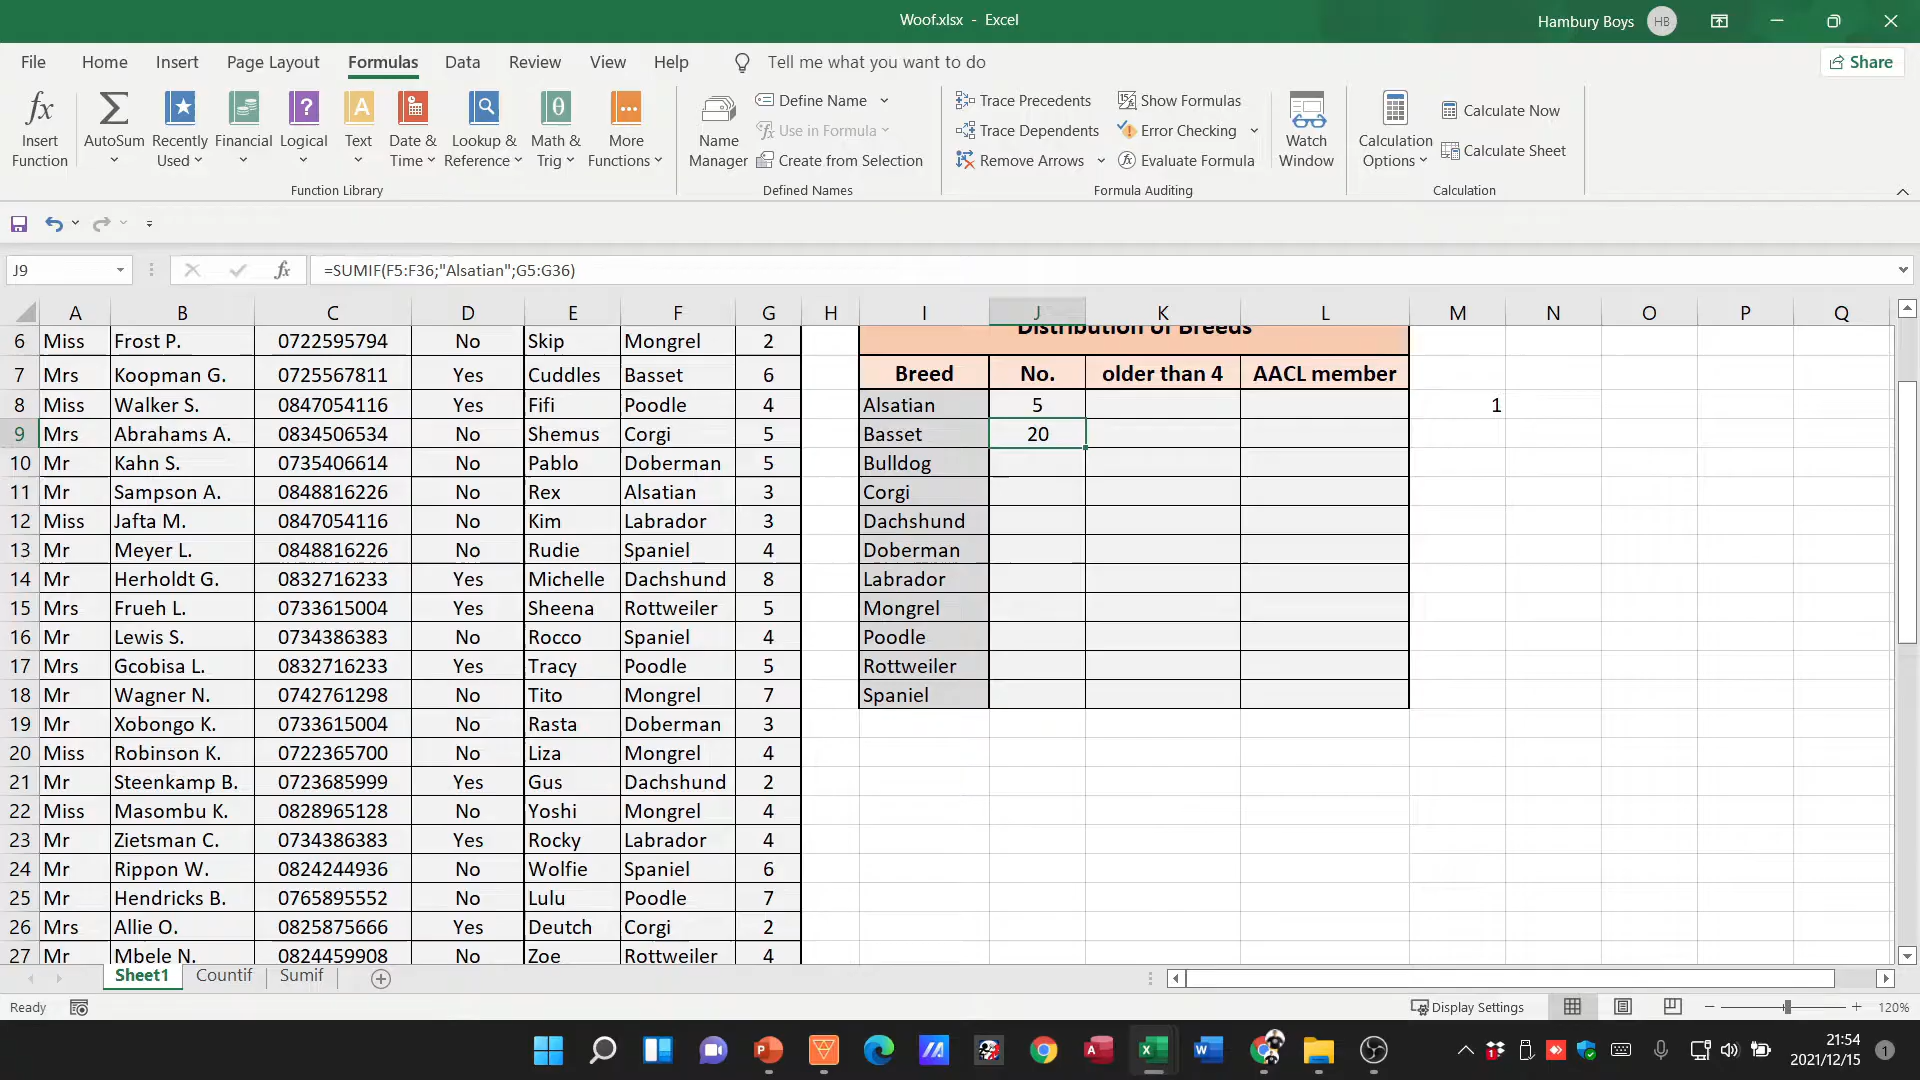 Woof.xlsx - Excel
Hambury Boys HB
File Home Insert Page Layout Formulas Data Review View Help Tell me what you want to do Share
fx Insert Function
AutoSum
Recently Used
Financial
Logical
A Text
Date & Time
Lookup & Reference
Math & Trig
More Functions
Function Library
Name Manager
Define Name
Use in Formula
Create from Selection
Defined Names
Trace Precedents
Trace Dependents
Remove Arrows
Show Formulas
Error Checking
Evaluate Formula
Watch Window
Formula Auditing
Calculation Options
Calculate Now
Calculate Sheet
Calculation
J9 fx =SUMIF(F5:F36;"Alsatian";G5:G36)
A B C D E F G H I J K L M N O P Q
6 Miss Frost P. 0722595794 No Skip Mongrel 2 Distribution of Breeds
7 Mrs Koopman G. 0725567811 Yes Cuddles Basset 6 Breed No. older than 4 AACL member
8 Miss Walker S. 0847054116 Yes Fifi Poodle 4 Alsatian 5 1
9 Mrs Abrahams A. 0834506534 No Shemus Corgi 5 Basset 20
10 Mr Kahn S. 0735406614 No Pablo Doberman 5 Bulldog
11 Mr Sampson A. 0848816226 No Rex Alsatian 3 Corgi
12 Miss Jafta M. 0847054116 No Kim Labrador 3 Dachshund
13 Mr Meyer L. 0848816226 No Rudie Spaniel 4 Doberman
14 Mr Herholdt G. 0832716233 Yes Michelle Dachshund 8 Labrador
15 Mrs Frueh L. 0733615004 Yes Sheena Rottweiler 5 Mongrel
16 Mr Lewis S. 0734386383 No Rocco Spaniel 4 Poodle
17 Mrs Gcobisa L. 0832716233 Yes Tracy Poodle 5 Rottweiler
18 Mr Wagner N. 0742761298 No Tito Mongrel 7 Spaniel
19 Mr Xobongo K. 0733615004 No Rasta Doberman 3
20 Miss Robinson K. 0722365700 No Liza Mongrel 4
21 Mr Steenkamp B. 0723685999 Yes Gus Dachshund 2
22 Miss Masombu K. 0828965128 No Yoshi Mongrel 4
23 Mr Zietsman C. 0734386383 Yes Rocky Labrador 4
24 Mr Rippon W. 0824244936 No Wolfie Spaniel 6
25 Mr Hendricks B. 0765895552 No Lulu Poodle 7
26 Mrs Allie O. 0825875666 Yes Deutch Corgi 2
27 Mr Mbele N. 0824459908 No Zoe Rottweiler 4
Sheet1 Countif Sumif
Ready Display Settings 120%
21:54
2021/12/15 1